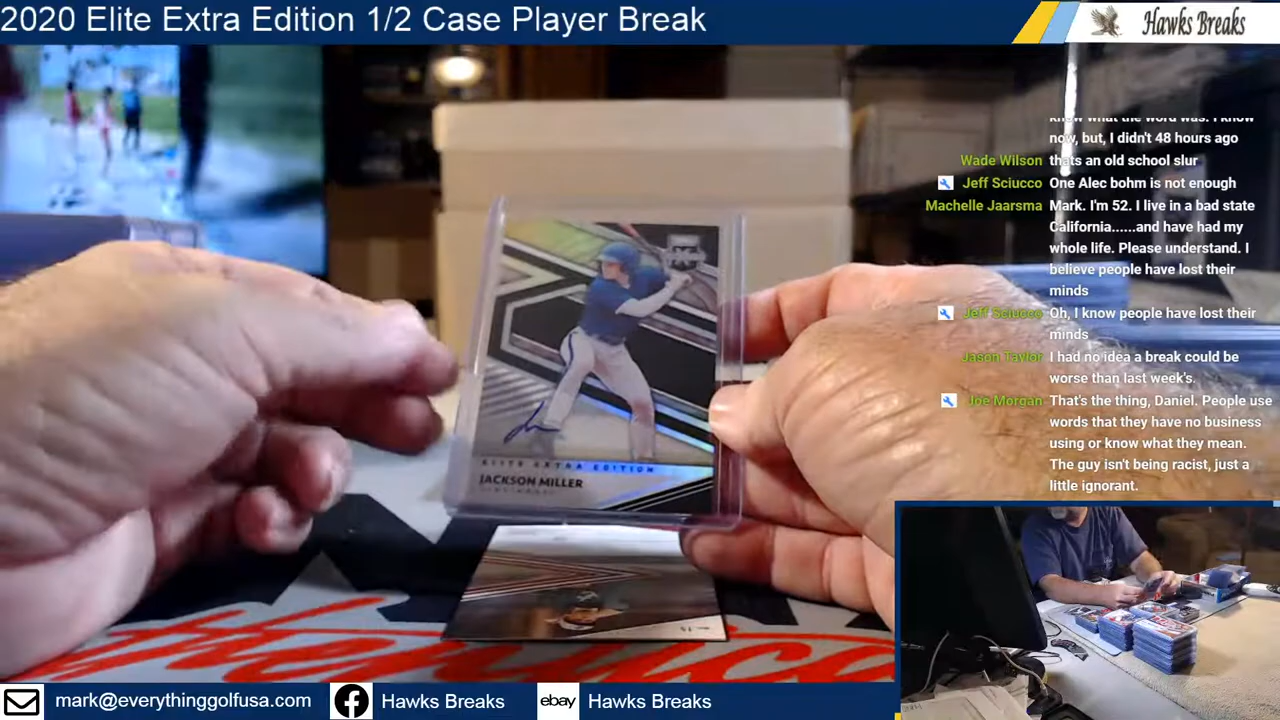 2020 Elite Extra Edition 1/2 Case Player Break
Hawks Breaks
now, but, I didn't 48 hours ago
Wade Wilson thats an old school slur
Jeff Sciucco One Alec bohm is not enough
Machelle Jaarsma Mark. I'm 52. I live in a bad state
California......and have had my
whole life. Please understand. I
believe people have lost their
minds
Jeff Sciucco Oh, I know people have lost their
minds
Jason Taylor I had no idea a break could be
worse than last week's.
Joe Morgan That's the thing, Daniel. People use
words that they have no business
using or know what they mean.
The guy isn't being racist, just a
little ignorant.
ELITE EXTRA EDITION
JACKSON MILLER
mark@everythinggolfusa.com
Hawks Breaks
ebay
Hawks Breaks